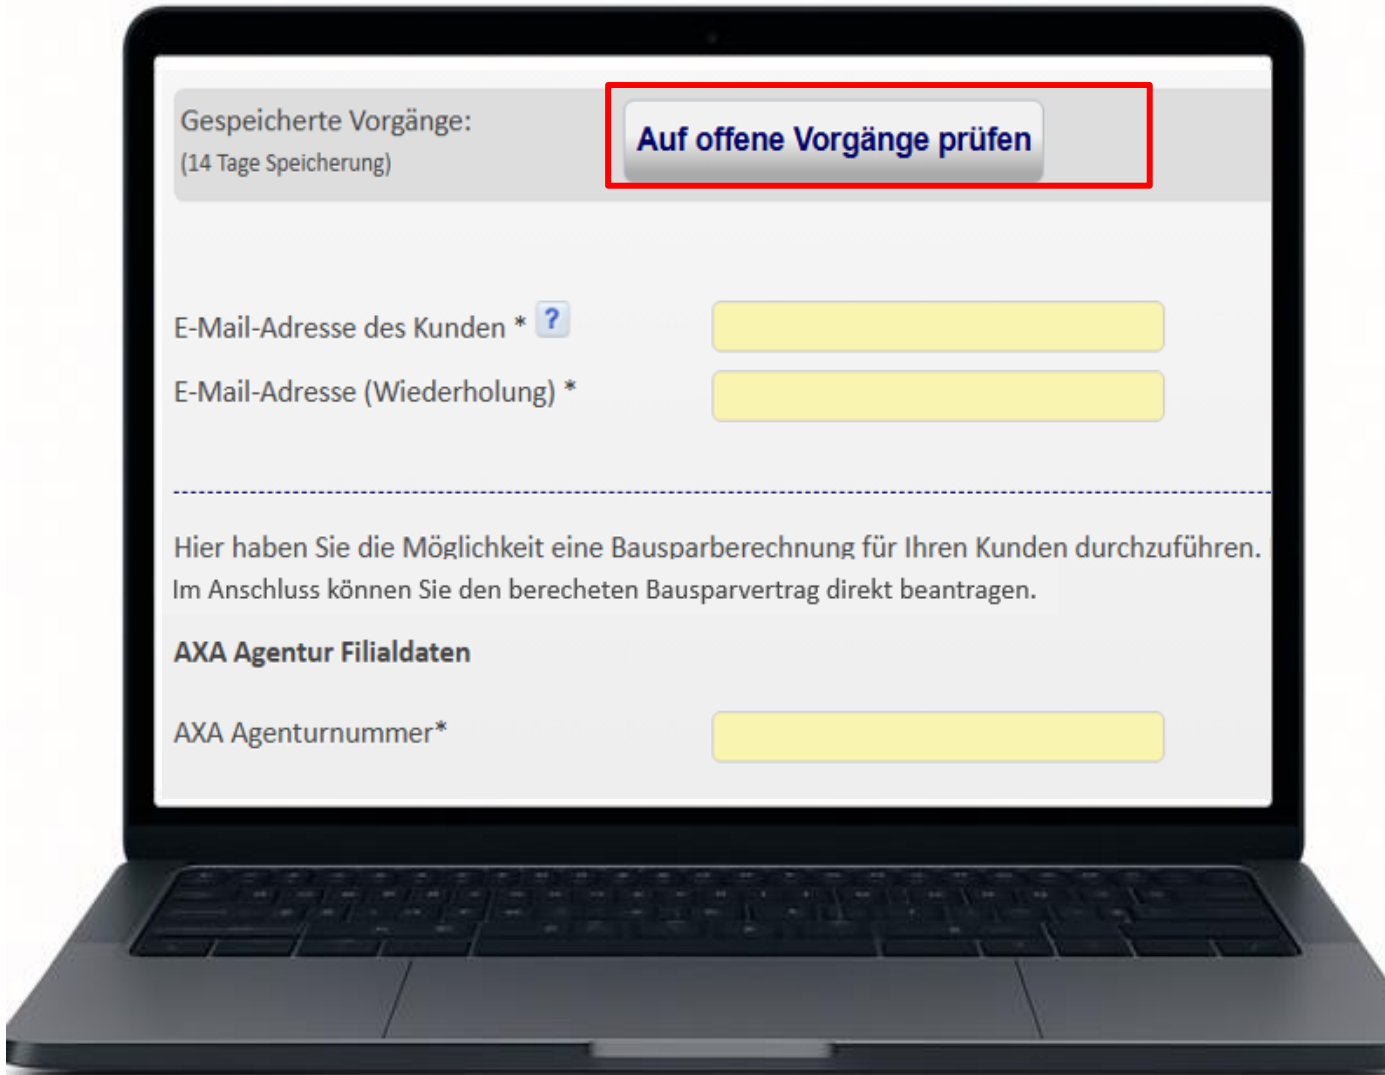 Gespeicherte Vorgänge:
Auf offene Vorgänge prüfen
(14 Tage Speicherung)
E-Mail-Adresse des Kunden * ?
E-Mail-Adresse (Wiederholung) *
Hier haben Sie die Möglichkeit eine Bausparberechnung für Ihren Kunden durchzuführen.
Im Anschluss können Sie den berecheten Bausparvertrag direkt beantragen.
AXA Agentur Filialdaten
AXA Agenturnummer*